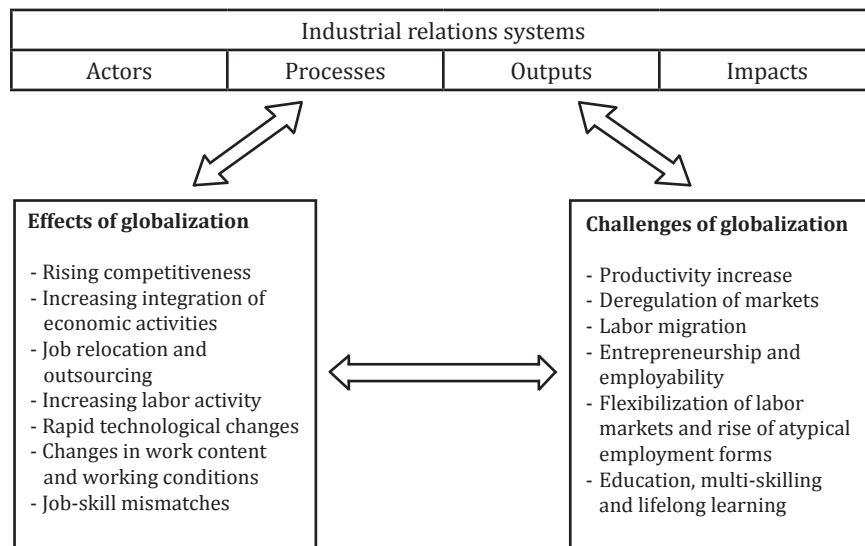 Industrial relations systems
Actors Processes Outputs Impacts
Effects of globalization
- Rising competitiveness
- Increasing integration of
economic activities
- Job relocation and
outsourcing
- Increasing labor activity
- Rapid technological changes
- Changes in work content
and working conditions
- Job-skill mismatches
Challenges of globalization
- Productivity increase
- Deregulation of markets
- Labor migration
- Entrepreneurship and
employability
- Flexibilization of labor
markets and rise of atypical
employment forms
- Education, multi-skilling
and lifelong learning